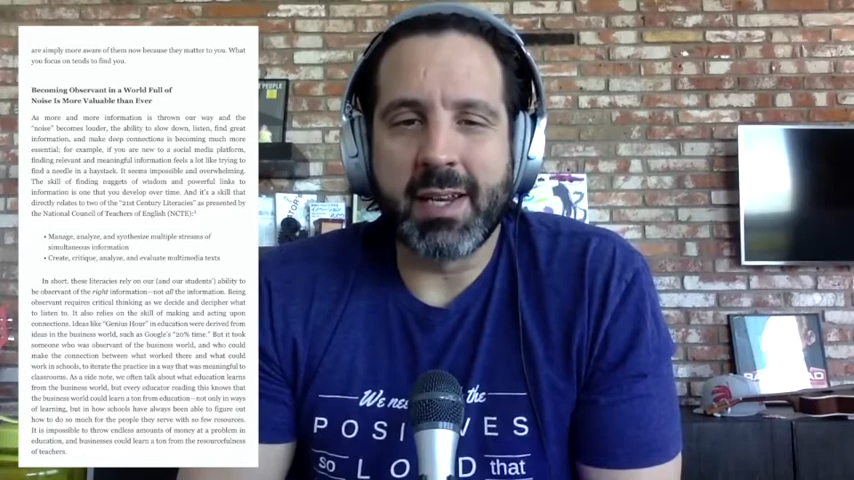 are simply more aware of them now because they matter to you. What
you focus on tends to find you.
Becoming Observant in a World Full of
Noise Is More Valuable than Ever
As more and more information is thrown our way and the
"noise" becomes louder, the ability to slow down, listen, find great
information, and make deep connections is becoming much more
essential; for example, if you are new to a social media platform,
finding relevant and meaningful information feels a lot like trying to
find a needle in a haystack. It seems impossible and overwhelming.
The skill of finding nuggets of wisdom and powerful links to
information is one that you develop over time. And it's a skill that
directly relates to two of the "21st Century Literacies" as presented by
the National Council of Teachers of English (NCTE):
• Manage, analyze, and synthesize multiple streams of
simultaneous information
• Create, critique, analyze, and evaluate multimedia texts
In short, these literacies rely on our (and our students') ability to
be observant of the right information—not all the information. Being
observant requires critical thinking as we decide and decipher what
to listen to. It also relies on the skill of making and acting upon
connections. Ideas like "Genius Hour" in education were derived from
ideas in the business world, such as Google's "20% time." But it took
someone who was observant of the business world, and who could
make the connection between what worked there and what could
work in schools, to iterate the practice in a way that was meaningful to
classrooms. As a side note, we often talk about what education learns
from the business world, but every educator reading this knows that
the business world could learn a ton from education—not only in ways
of learning, but in how schools have always been able to figure out
how to do so much for the people they serve with so few resources.
It is impossible to throw endless amounts of money at a problem in
education, and businesses could learn a ton from the resourcefulness
of teachers.
PEOPLE
We the
POSI VES
so LO D that